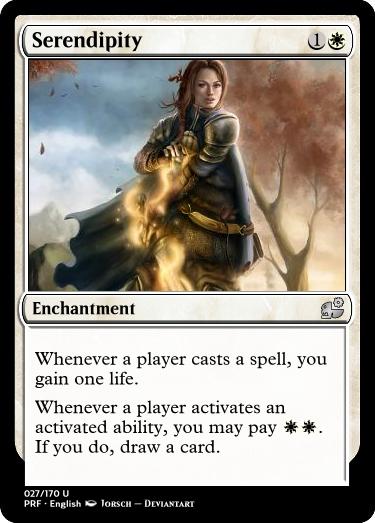 Serendipity
1
Enchantment
Whenever a player casts a spell, you
gain one life.
Whenever a player activates an
activated ability, you may pay .
If you do, draw a card.
027/170 U
PRF • English Jorsch – Deviantart